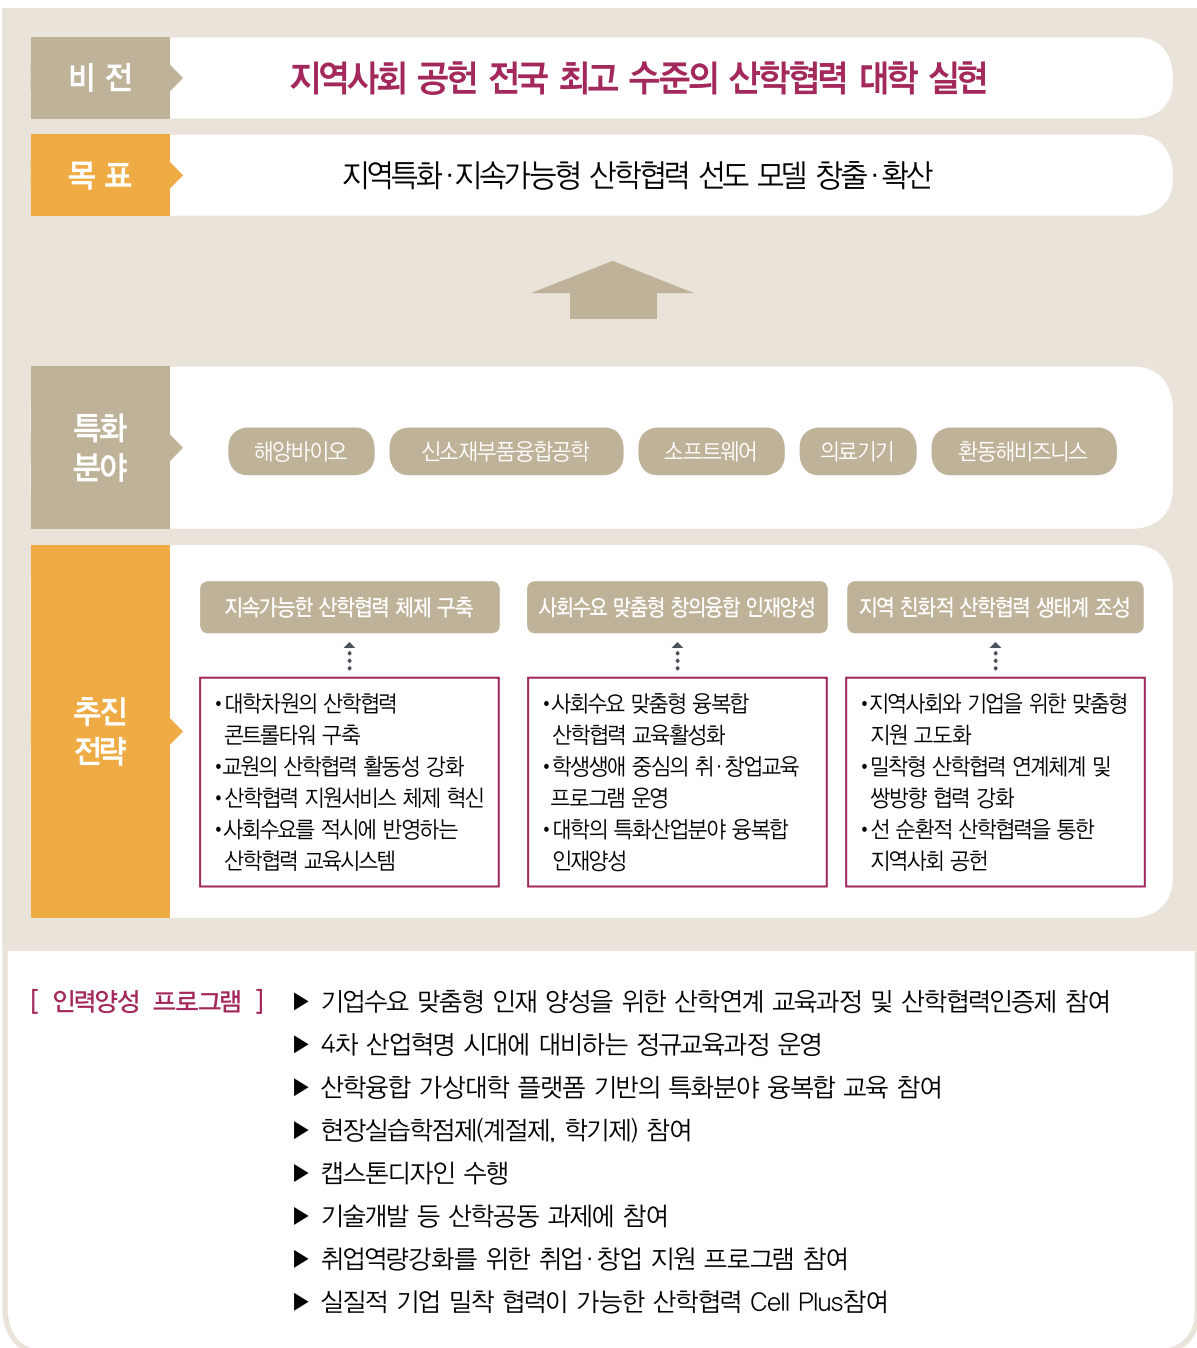 비 전
지역사회 공헌 전국 최고 수준의 산학협력 대학 실현
목 표
지역특화·지속가능형 산학협력 선도 모델 창출·확산
특화
분야
해양바이오
신소재부품융합공학
소프트웨어
의료기기
환동해비즈니스
추진
전략
지속가능한 산학협력 체제 구축
•대학차원의 산학협력
콘트롤타워 구축
•교원의 산학협력 활동성 강화
•산학협력 지원서비스 체제 혁신
•사회수요를 적시에 반영하는
산학협력 교육시스템
사회수요 맞춤형 창의융합 인재양성
•사회수요 맞춤형 융복합
산학협력 교육활성화
•학생생애 중심의 취·창업교육
프로그램 운영
•대학의 특화산업분야 융복합
인재양성
지역 친화적 산학협력 생태계 조성
•지역사회와 기업을 위한 맞춤형
지원 고도화
•밀착형 산학협력 연계체계 및
쌍방향 협력 강화
•선 순환적 산학협력을 통한
지역사회 공헌
[ 인력양성 프로그램 ]
▶ 기업수요 맞춤형 인재 양성을 위한 산학연계 교육과정 및 산학협력인증제 참여
▶ 4차 산업혁명 시대에 대비하는 정규교육과정 운영
▶ 산학융합 가상대학 플랫폼 기반의 특화분야 융복합 교육 참여
▶ 현장실습학점제(계절제, 학기제) 참여
▶ 캡스톤디자인 수행
▶ 기술개발 등 산학공동 과제에 참여
▶ 취업역량강화를 위한 취업·창업 지원 프로그램 참여
▶ 실질적 기업 밀착 협력이 가능한 산학협력 Cell Plus참여